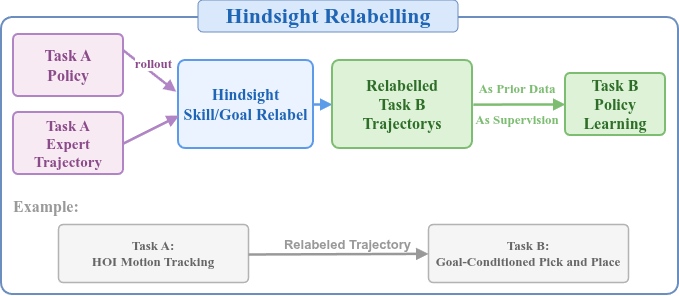 Hindsight Relabelling
Task A
Policy
rollout
Task A
Expert
Trajectory
Hindsight
Skill/Goal Relabel
Relabelled
Task B
Trajectorys
As Prior Data
As Supervision
Task B
Policy
Learning
Example:
Task A:
HOI Motion Tracking
Relabeled Trajectory
Task B:
Goal-Conditioned Pick and Place